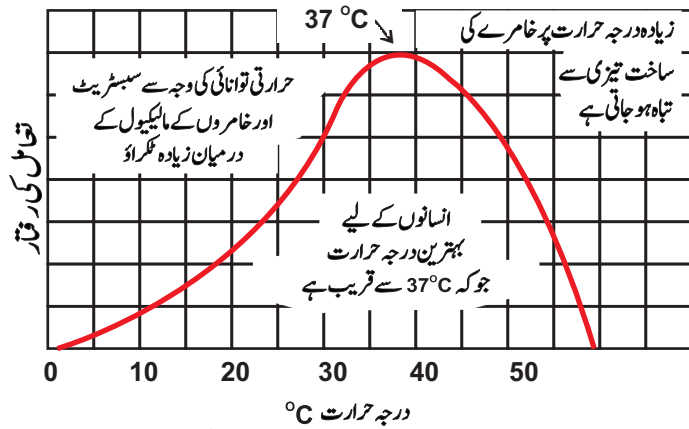 37 °C
زیادہ درجہ حرارت پر خامرے کی
ساخت تیزی سے
تباہ ہو جاتی ہے
حرارتی توانائی کی وجہ سے سبسٹریٹ
اور خامروں کے مالیکیول کے
درمیان زیادہ ٹکراؤ
تعامل کی رفتار
انسانوں کے لیے
بہترین درجہ حرارت
جو کہ 37°C سے قریب ہے
0 10 20 30 40 50
درجہ حرارت °C